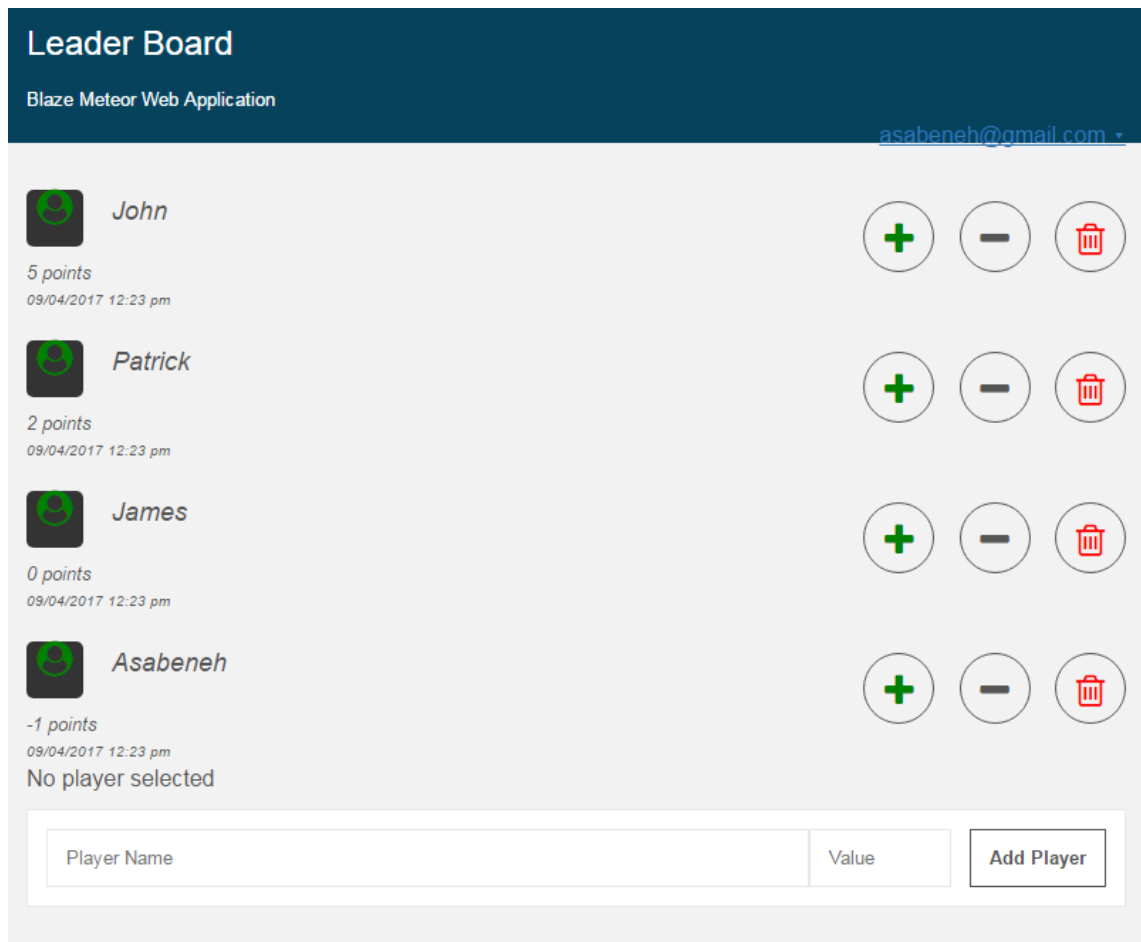 Leader Board
Blaze Meteor Web Application
asabeneh@gmail.com
John
5 points
09/04/2017 12:23 pm
Patrick
2 points
09/04/2017 12:23 pm
James
0 points
09/04/2017 12:23 pm
Asabeneh
-1 points
09/04/2017 12:23 pm
No player selected
Player Name Value Add Player